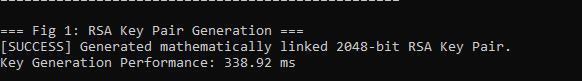 === Fig 1: RSA Key Pair Generation ===
[SUCCESS] Generated mathematically linked 2048-bit RSA Key Pair.
Key Generation Performance: 338.92 ms